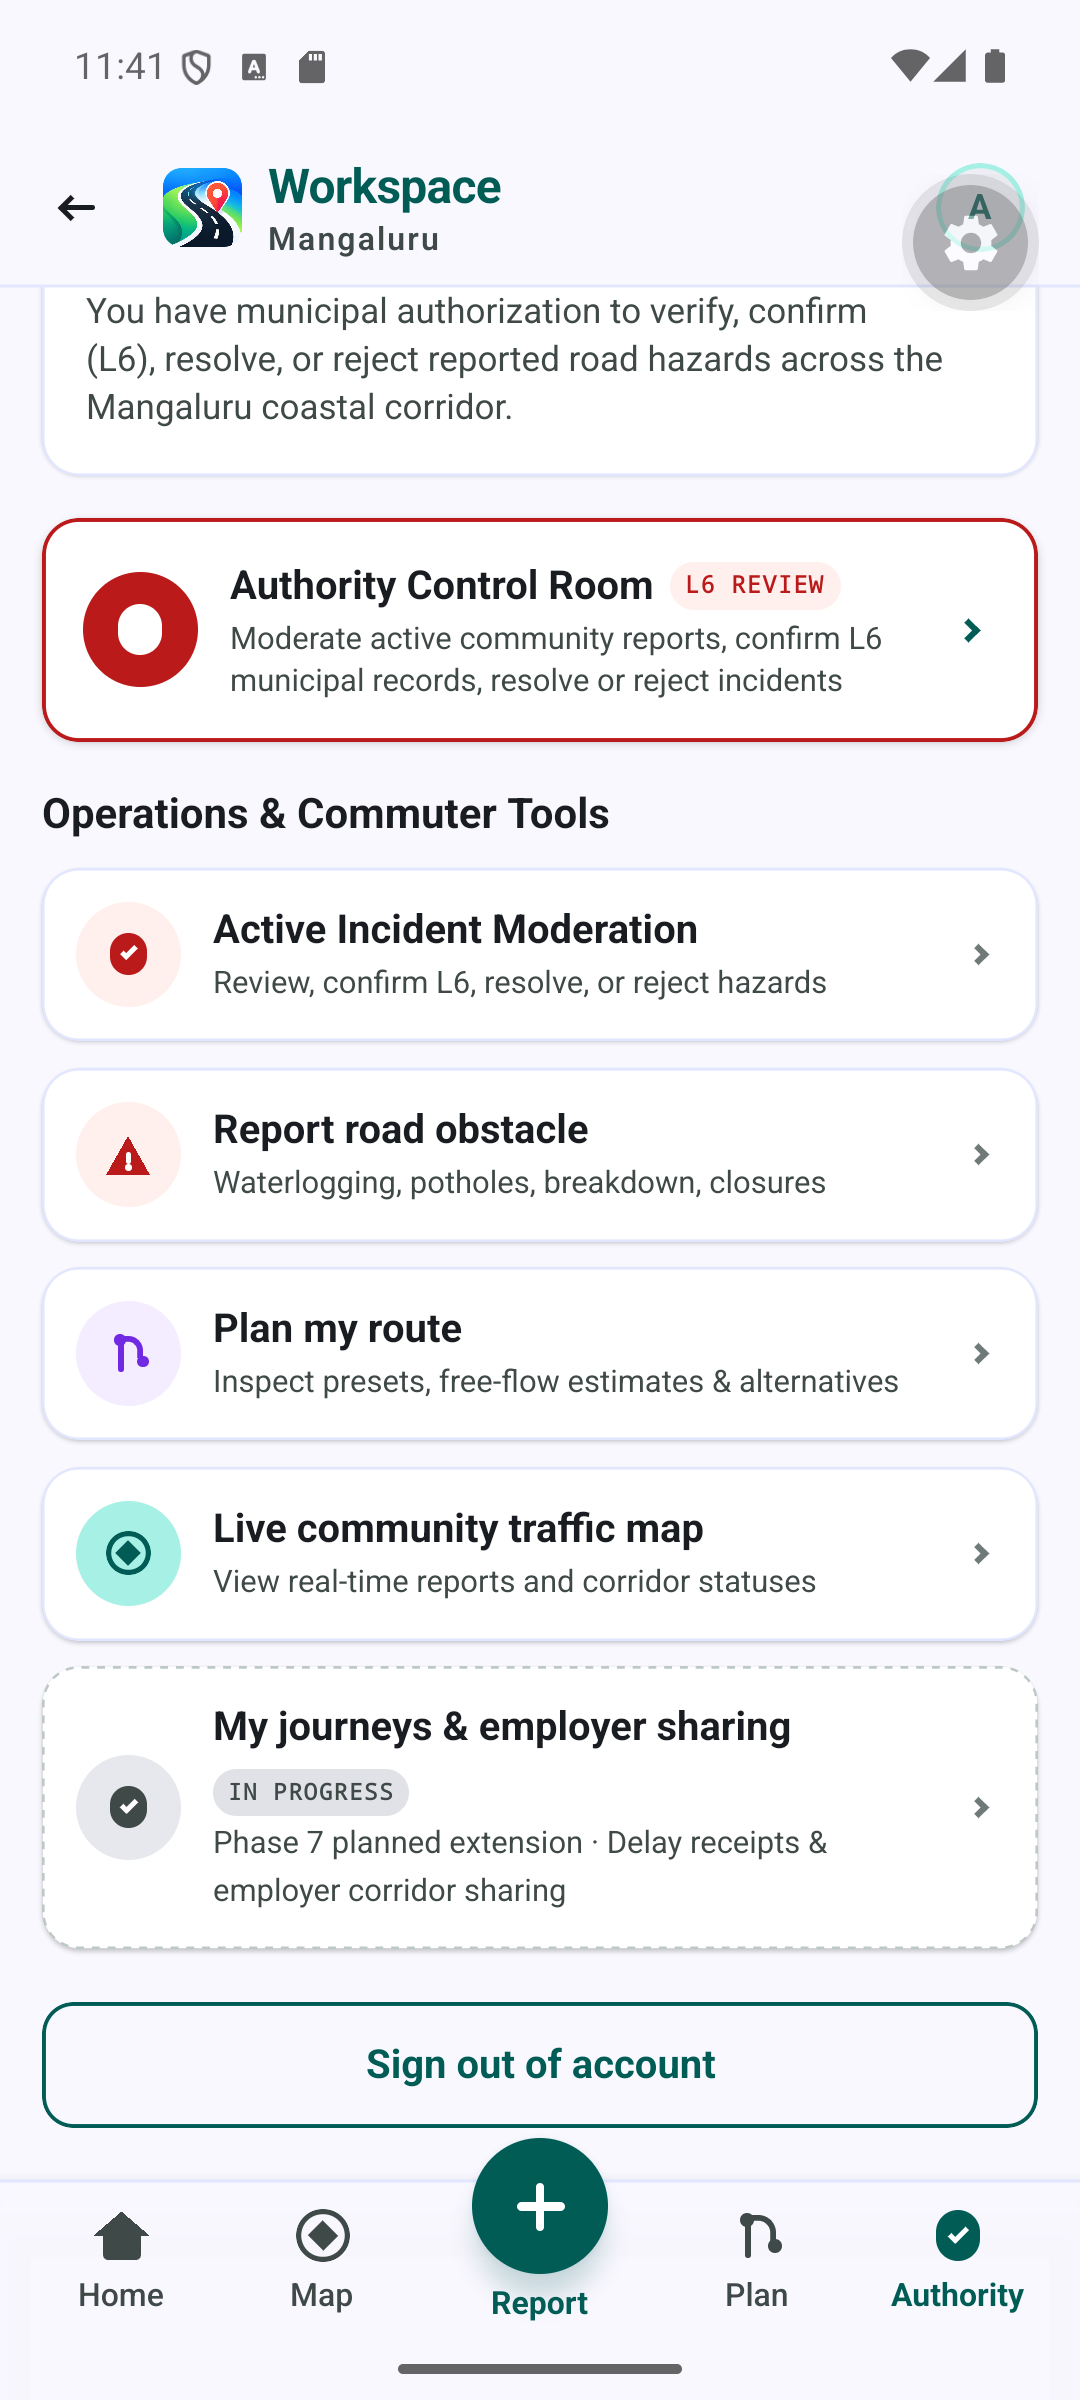 11:41
Workspace
Mangaluru
A
You have municipal authorization to verify, confirm
(L6), resolve, or reject reported road hazards across the
Mangaluru coastal corridor.
Authority Control Room L6 REVIEW
Moderate active community reports, confirm L6
municipal records, resolve or reject incidents
Operations & Commuter Tools
Active Incident Moderation
Review, confirm L6, resolve, or reject hazards
Report road obstacle
Waterlogging, potholes, breakdown, closures
Plan my route
Inspect presets, free-flow estimates & alternatives
Live community traffic map
View real-time reports and corridor statuses
My journeys & employer sharing
IN PROGRESS
Phase 7 planned extension · Delay receipts &
employer corridor sharing
Sign out of account
Home
Map
Report
Plan
Authority